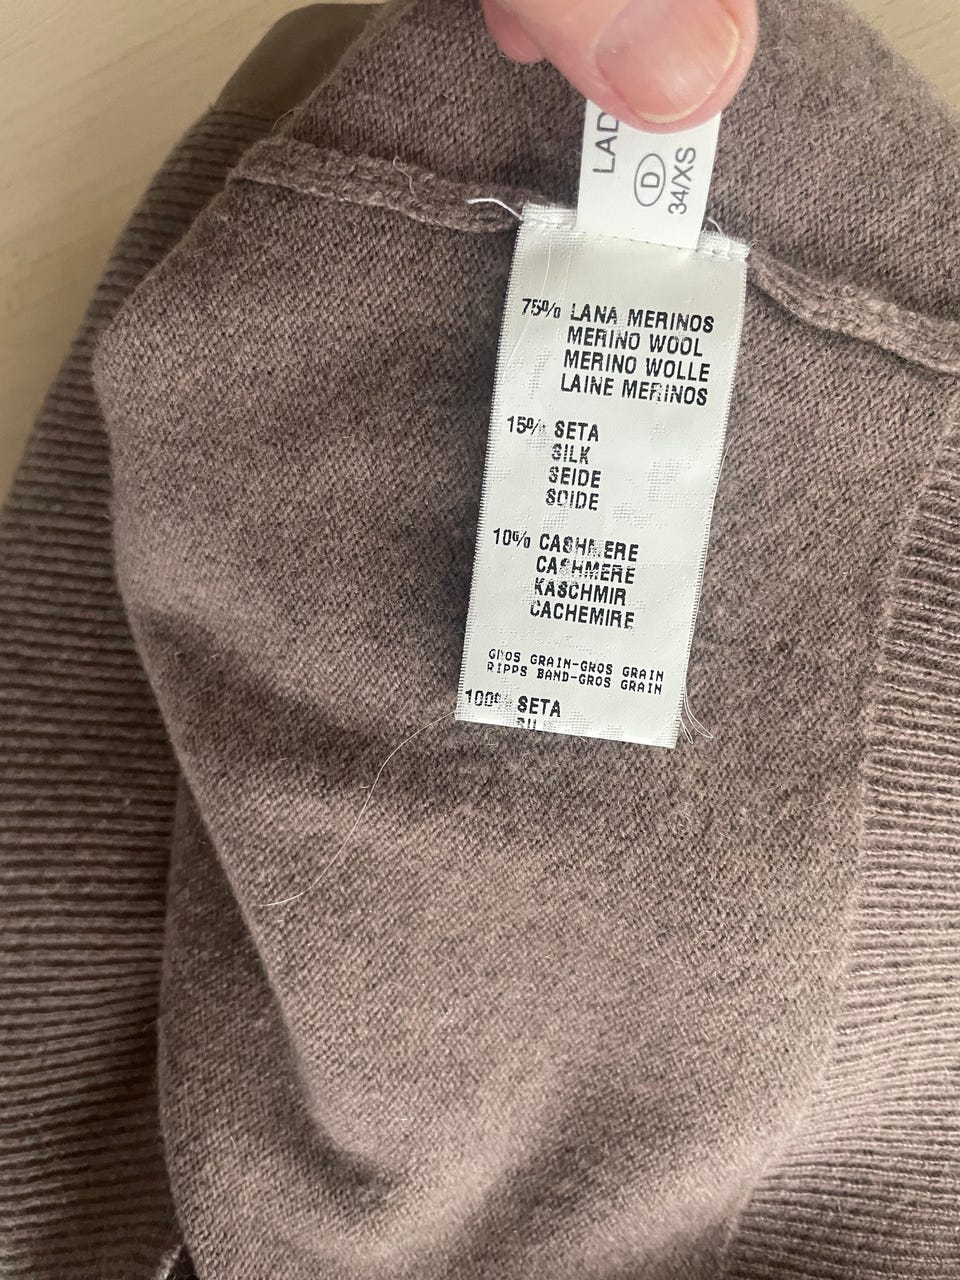 LAD
D
34/XS
75% LANA MERINOS
MERINO WOOL
MERINO WOLLE
LAINE MERINOS
15% SETA
SILK
SEIDE
SOIDE
10% CASHMERE
CASHMERE
KASCHMIR
CACHEMIRE
GROS GRAIN-GROS GRAIN
RIPPS BAND-GROS GRAIN
100% SETA